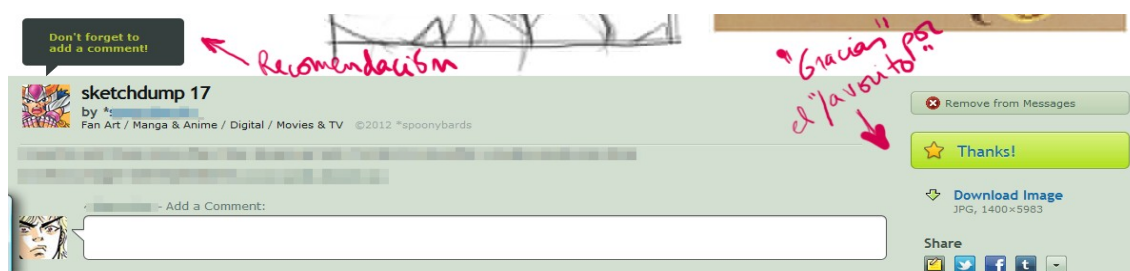 Don't forget to
add a comment!
Recomendación
"Gracias" por
el "favorito"
sketchdump 17
by *s
Fan Art / Manga & Anime / Digital / Movies & TV ©2012 *spoonybards
Remove from Messages
Thanks!
- Add a Comment:
Download Image
JPG, 1400×5983
Share
f
t